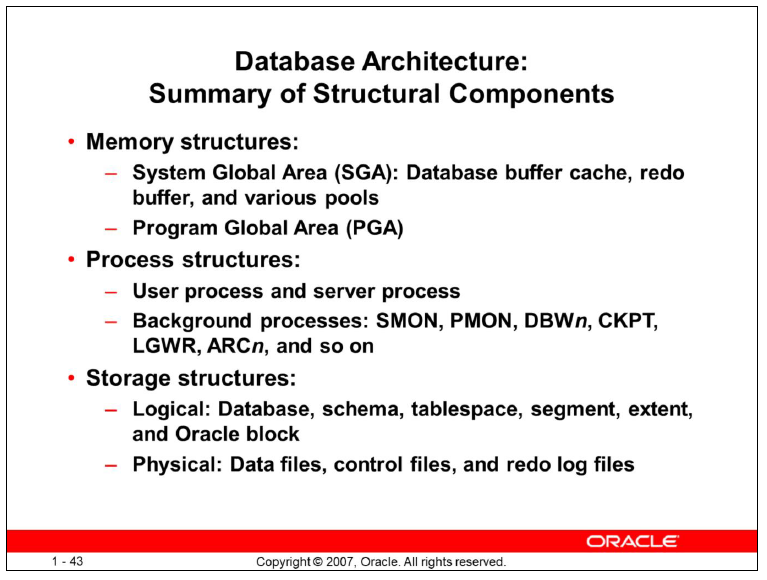 Database Architecture:
Summary of Structural Components
• Memory structures:
– System Global Area (SGA): Database buffer cache, redo
buffer, and various pools
– Program Global Area (PGA)
• Process structures:
– User process and server process
– Background processes: SMON, PMON, DBWn, CKPT,
LGWR, ARCn, and so on
• Storage structures:
– Logical: Database, schema, tablespace, segment, extent,
and Oracle block
– Physical: Data files, control files, and redo log files
ORACLE
1 - 43
Copyright © 2007, Oracle. All rights reserved.